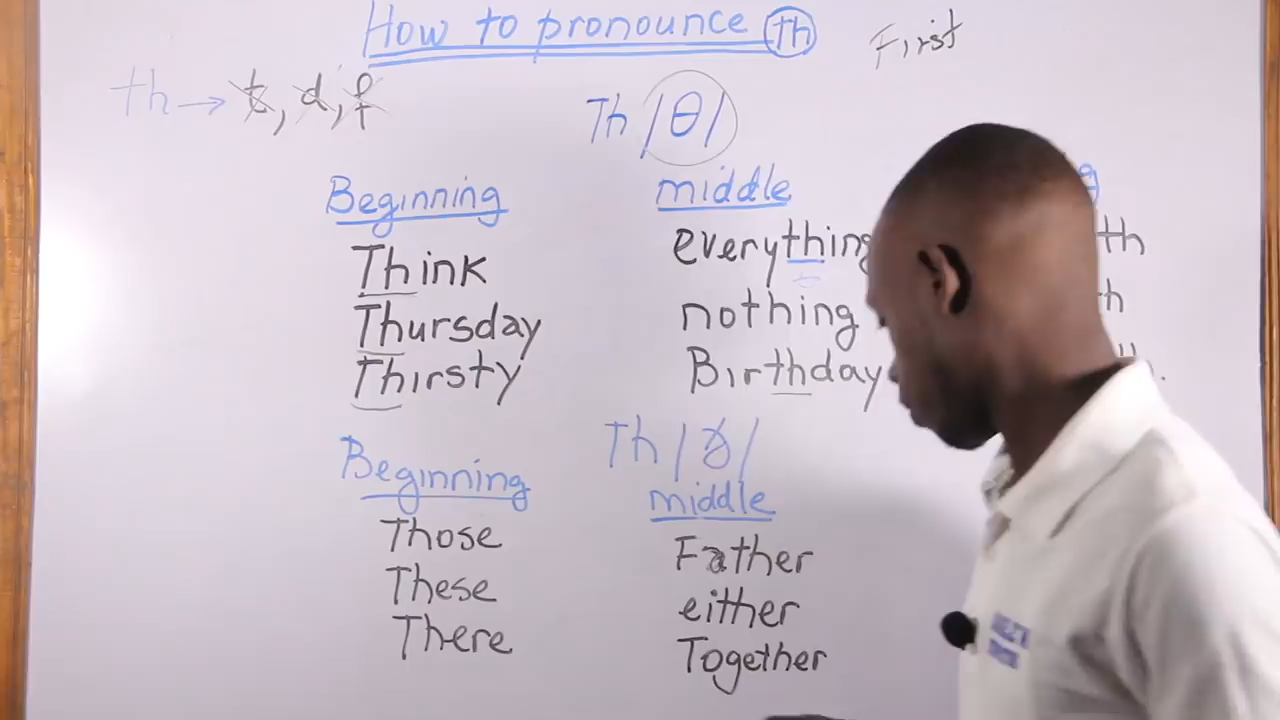 How to pronounce th
First
th → t, d, f
Th /θ/
Beginning
Think
Thursday
Thirsty
middle
everything
nothing
Birthday
Th /ð/
Beginning
Those
These
There
middle
Father
either
Together